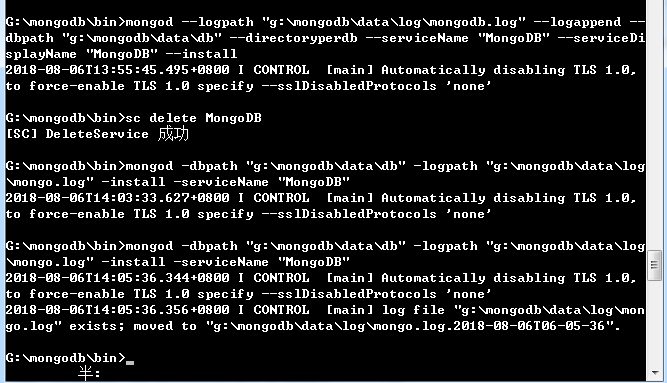 G:\mongodb\bin>mongod --logpath "g:\mongodb\data\log\mongodb.log" --logappend --
dbpath "g:\mongodb\data\db" --directoryperdb --serviceName "MongoDB" --serviceDi
splayName "MongoDB" --install
2018-08-06T13:55:45.495+0800 I CONTROL  [main] Automatically disabling TLS 1.0,
to force-enable TLS 1.0 specify --sslDisabledProtocols 'none'
G:\mongodb\bin>sc delete MongoDB
[SC] DeleteService 成功
G:\mongodb\bin>mongod -dbpath "g:\mongodb\data\db" -logpath "g:\mongodb\data\log
\mongo.log" -install -serviceName "MongoDB"
2018-08-06T14:03:33.627+0800 I CONTROL  [main] Automatically disabling TLS 1.0,
to force-enable TLS 1.0 specify --sslDisabledProtocols 'none'
G:\mongodb\bin>mongod -dbpath "g:\mongodb\data\db" -logpath "g:\mongodb\data\log
\mongo.log" -install -serviceName "MongoDB"
2018-08-06T14:05:36.344+0800 I CONTROL  [main] Automatically disabling TLS 1.0,
to force-enable TLS 1.0 specify --sslDisabledProtocols 'none'
2018-08-06T14:05:36.356+0800 I CONTROL  [main] log file "g:\mongodb\data\log\mon
go.log" exists; moved to "g:\mongodb\data\log\mongo.log.2018-08-06T06-05-36".
G:\mongodb\bin>_
半: